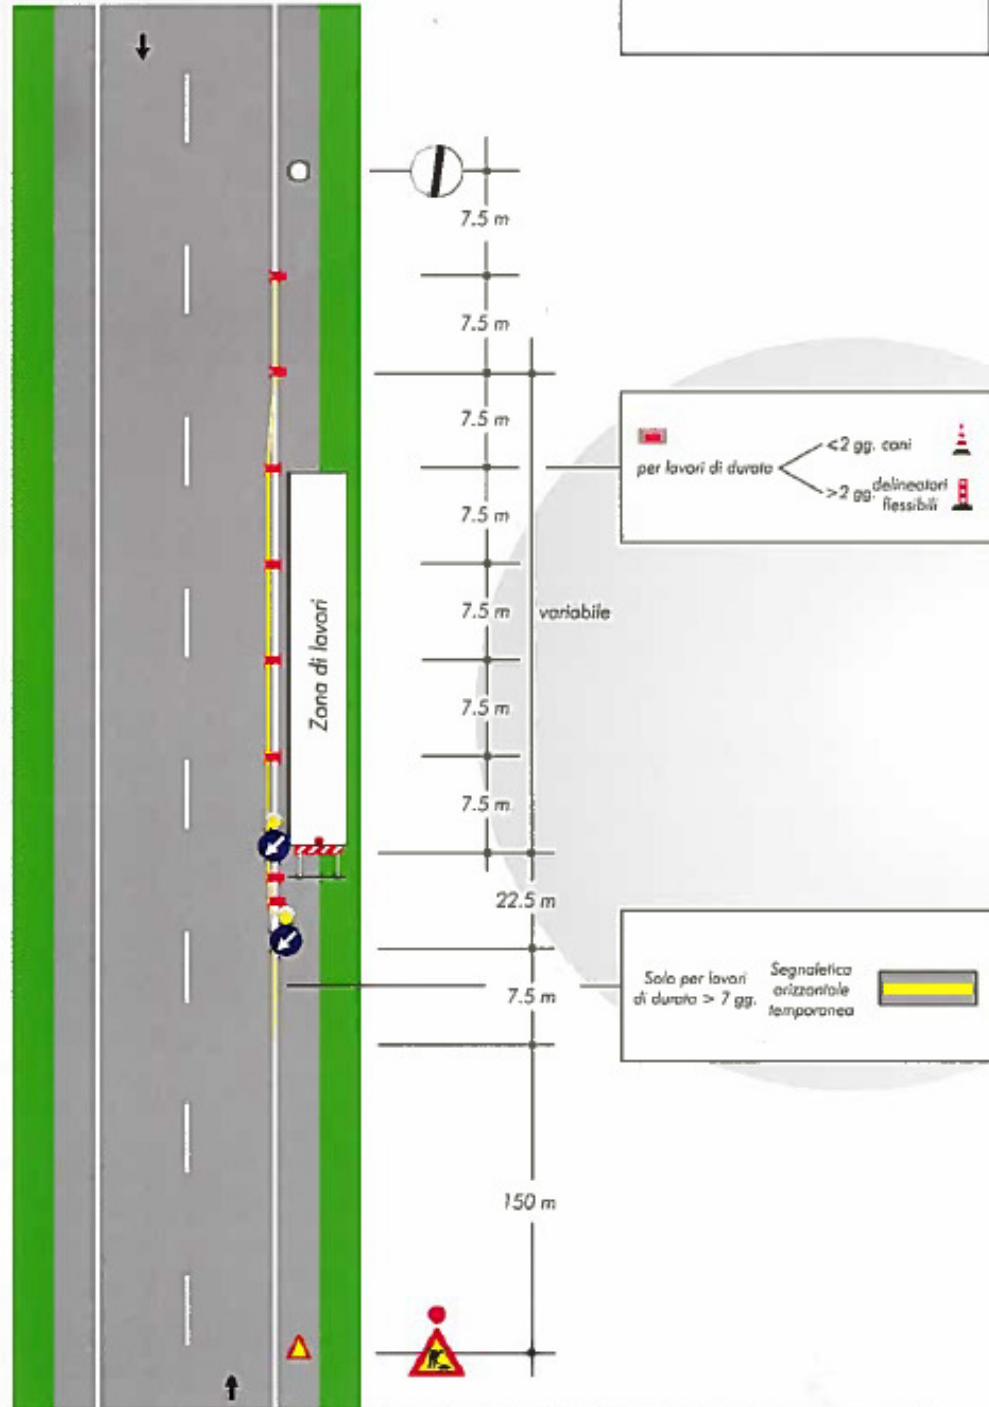 7.5 m
7.5 m
7.5 m
per lavori di durata
<2 gg. coni
>2 gg. delineatori
flessibili
7.5 m
7.5 m
variabile
Zona di lavori
7.5 m
7.5 m
22.5 m
Solo per lavori
di durata > 7 gg.
Segnaletica
orizzontale
temporanea
7.5 m
150 m